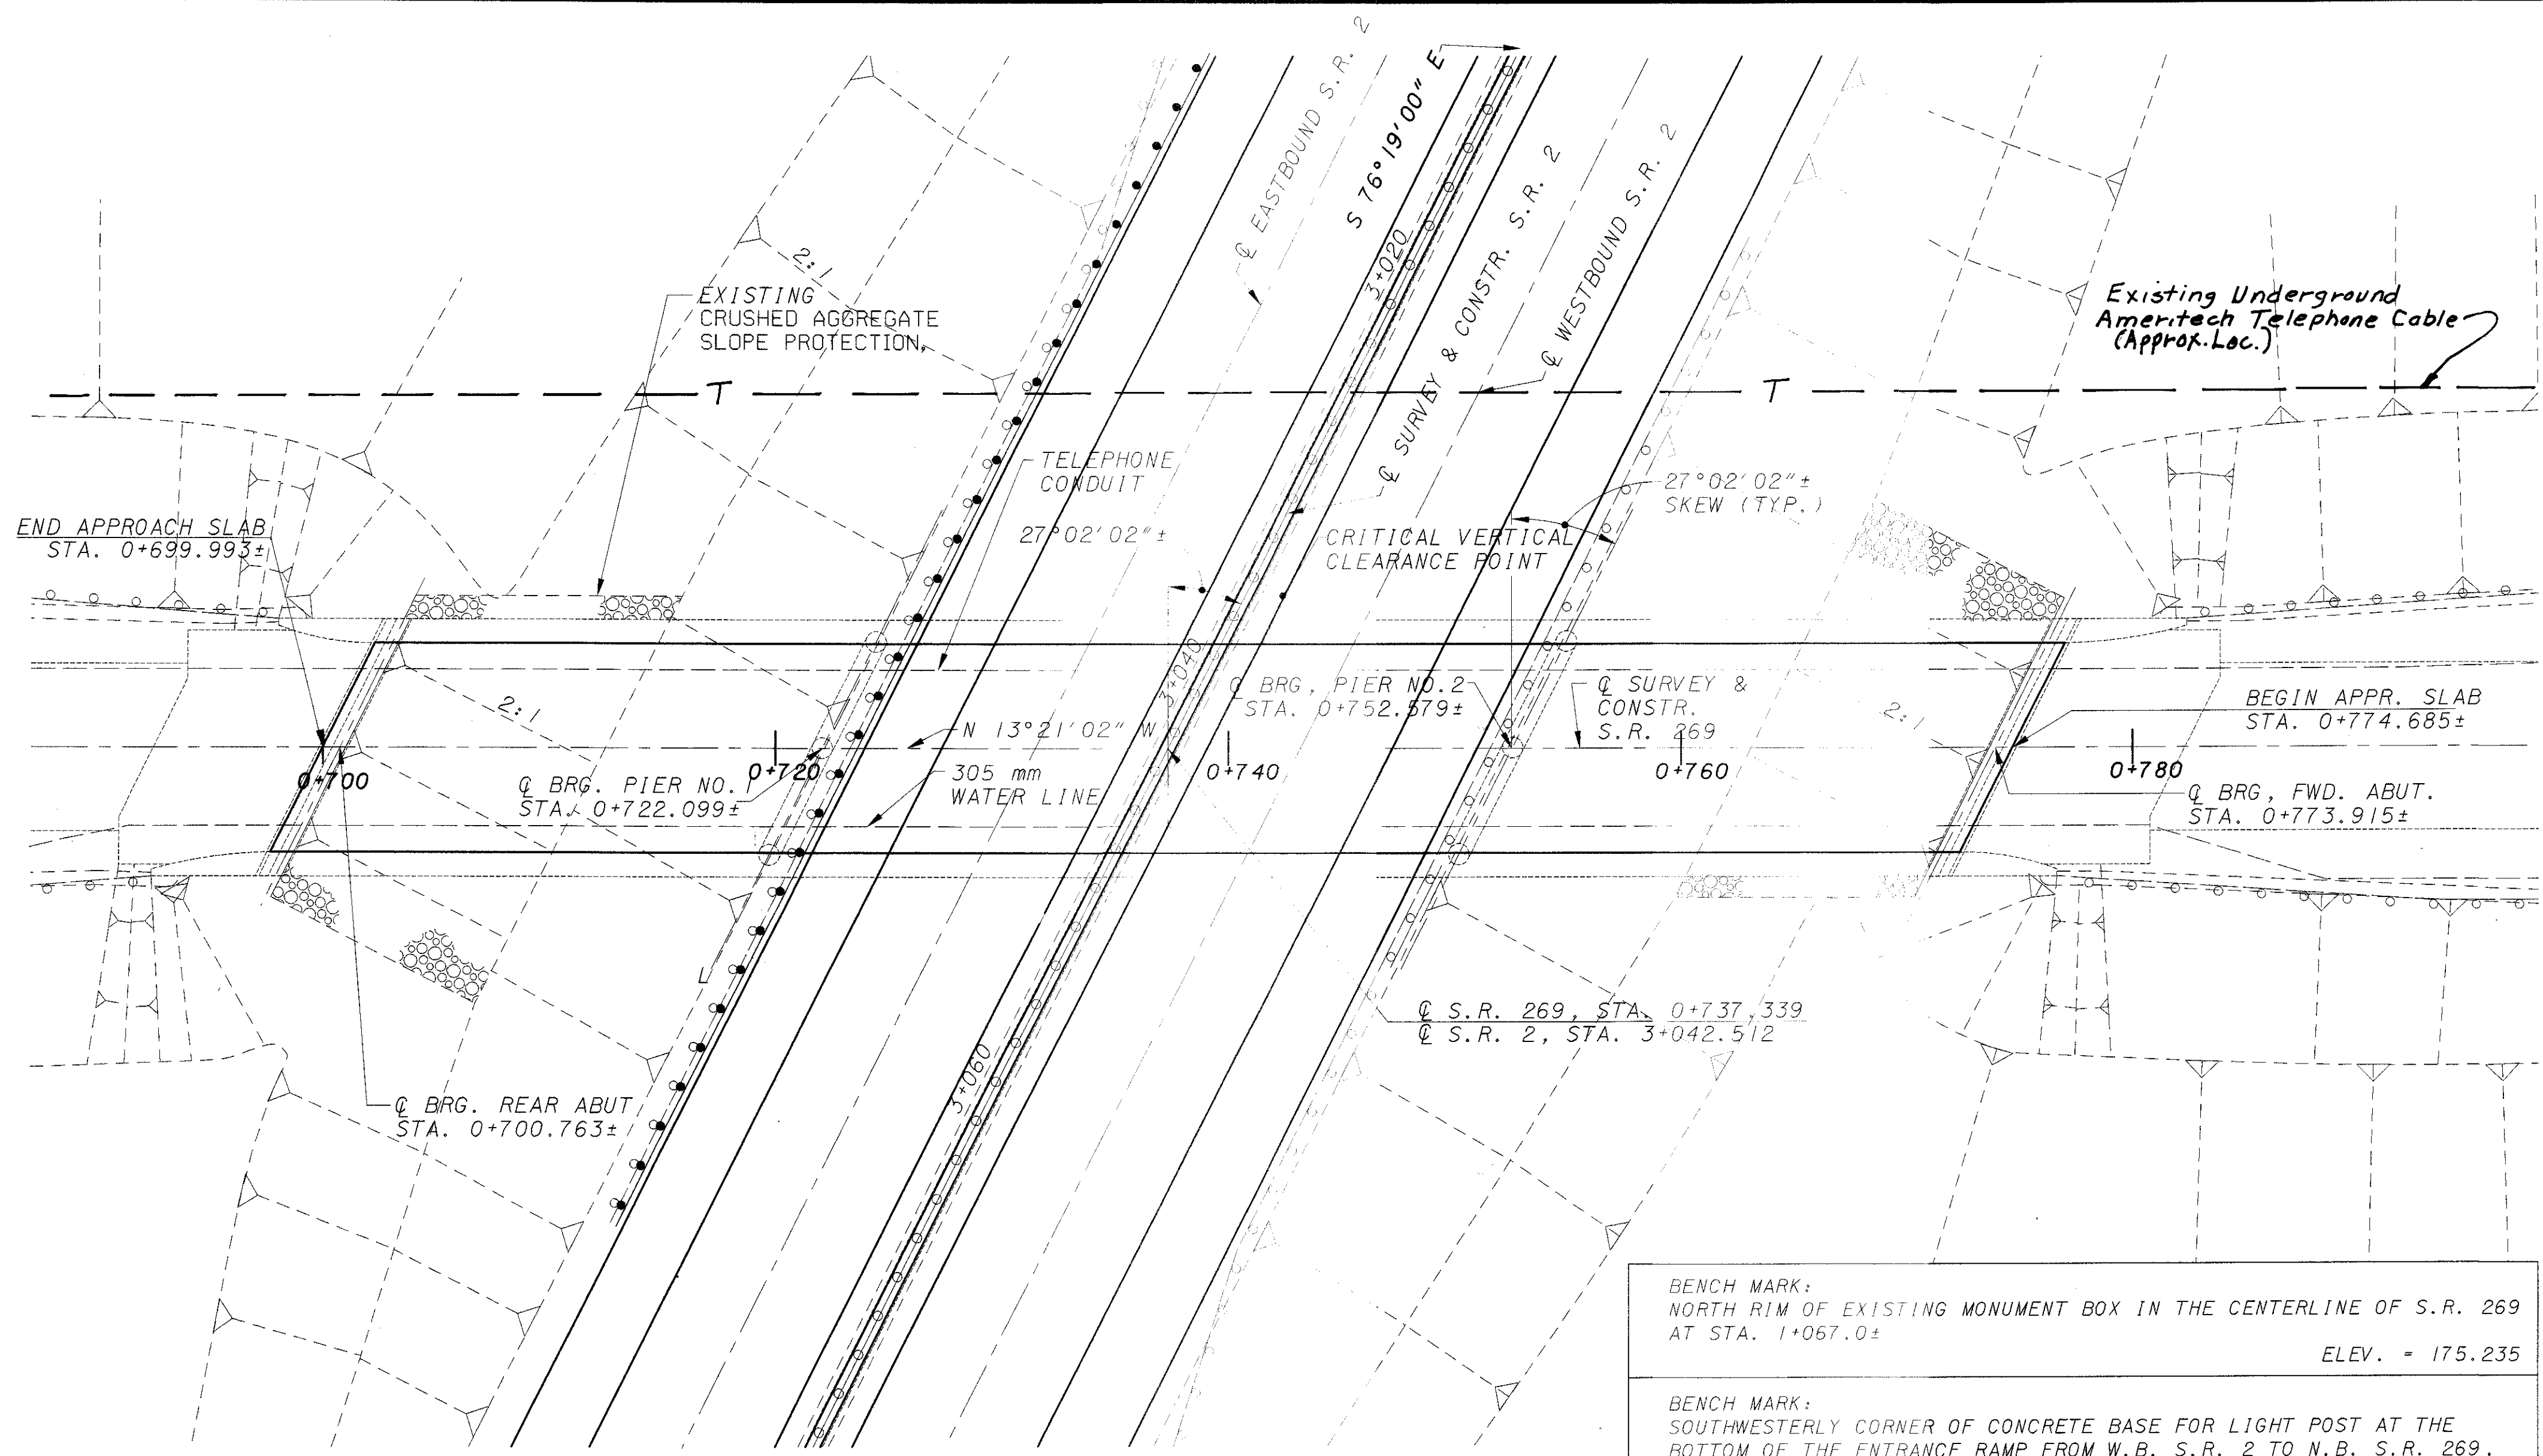 ℄ EASTBOUND S.R. 2
S 76°19'00" E
3+020
℄ SURVEY & CONSTR. S.R. 2
℄ WESTBOUND S.R. 2
2:1
EXISTING
CRUSHED AGGREGATE
SLOPE PROTECTION,
Existing Underground
Ameritech Telephone Cable
(Approx. Loc.)
T
T
TELEPHONE
CONDUIT
27°02'02"±
27°02'02"±
SKEW (TYP.)
CRITICAL VERTICAL
CLEARANCE POINT
END APPROACH SLAB
STA. 0+699.993±
3+040
2:1
N 13°21'02" W
℄ BRG, PIER NO.2
STA. 0+752.579±
℄ SURVEY &
CONSTR.
S.R. 269
2:1
BEGIN APPR. SLAB
STA. 0+774.685±
0+700
0+720
0+740
0+760
0+780
℄ BRG. PIER NO. 1
STA. 0+722.099±
305 mm
WATER LINE
℄ BRG, FWD. ABUT.
STA. 0+773.915±
℄ S.R. 269, STA. 0+737,339
℄ S.R. 2, STA. 3+042.512
3+060
℄ BRG. REAR ABUT
STA. 0+700.763±
BENCH MARK:
NORTH RIM OF EXISTING MONUMENT BOX IN THE CENTERLINE OF S.R. 269
AT STA. 1+067.0±
ELEV. = 175.235
BENCH MARK:
SOUTHWESTERLY CORNER OF CONCRETE BASE FOR LIGHT POST AT THE
BOTTOM OF THE ENTRANCE RAMP FROM W.B. S.R. 2 TO N.B. S.R. 269.